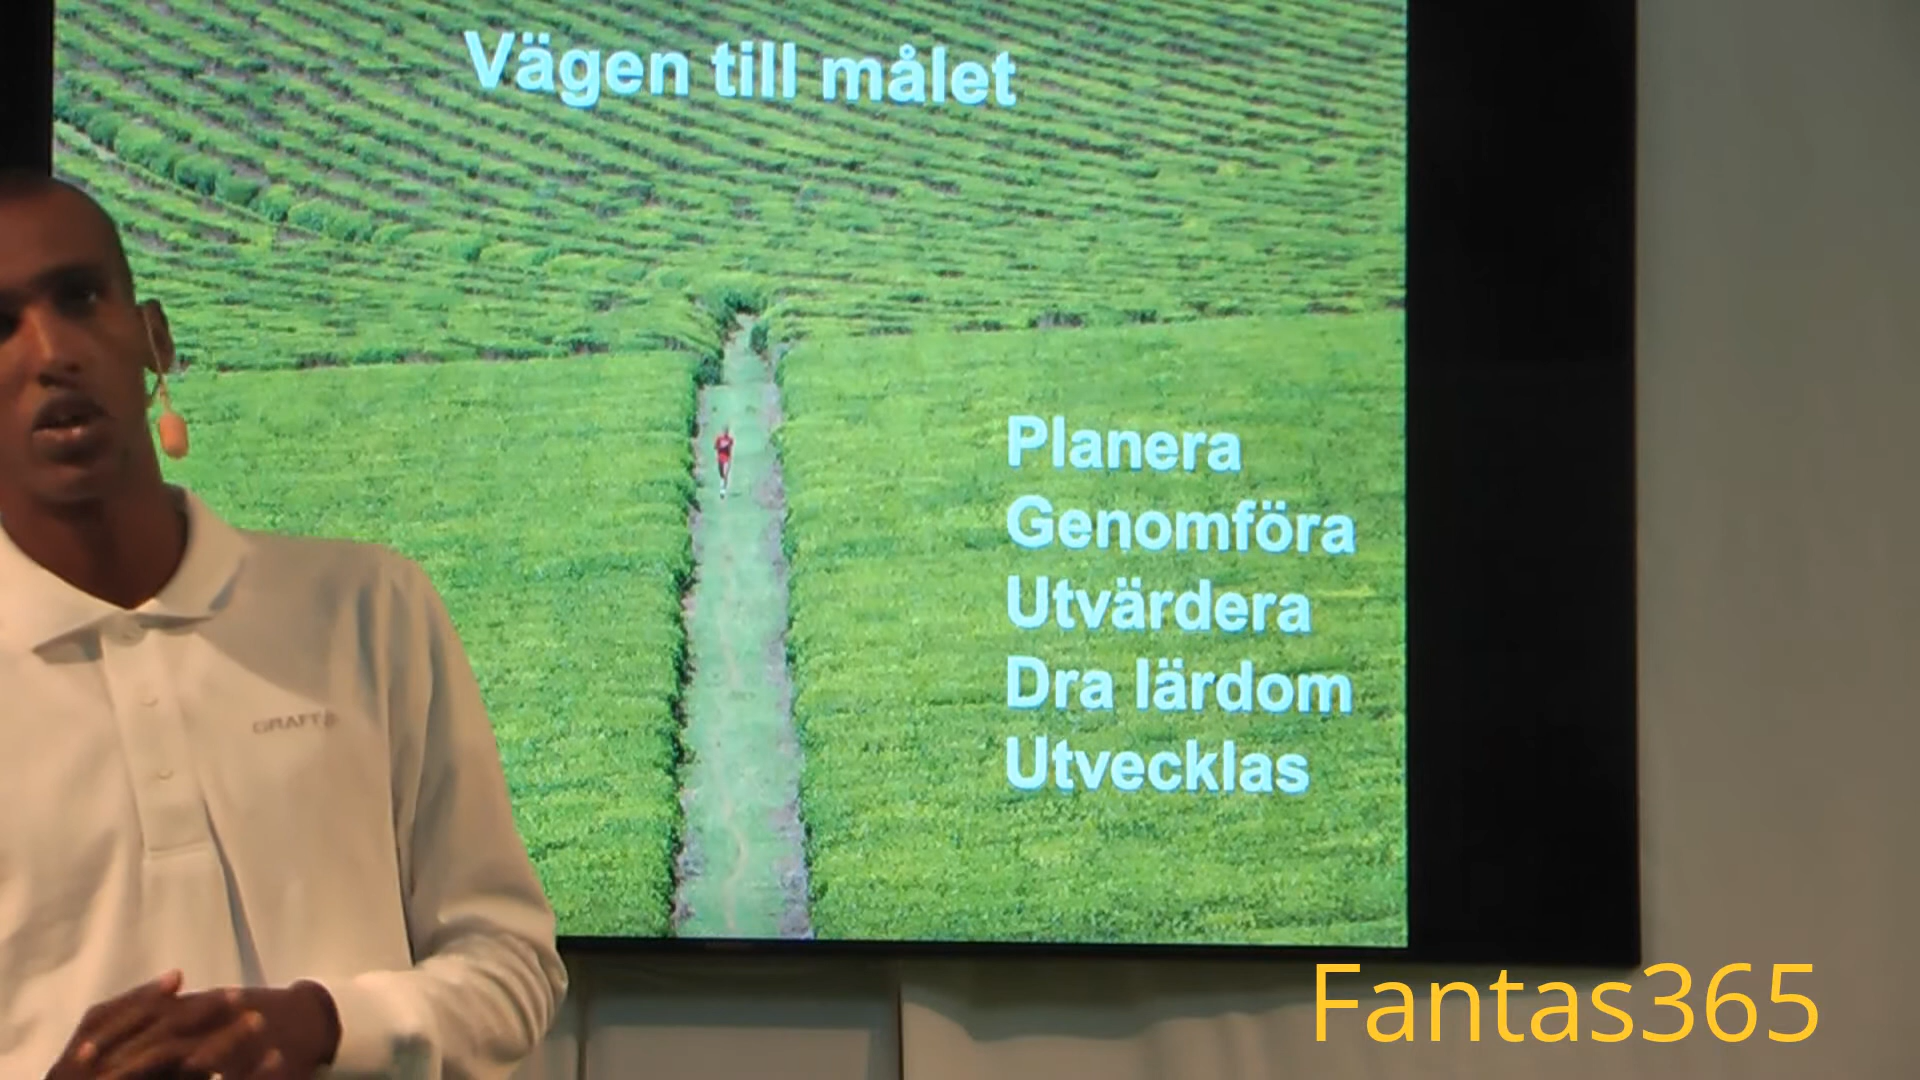 Vägen till målet
Planera
Genomföra
Utvärdera
Dra lärdom
Utvecklas
CRAFT
Fantas365